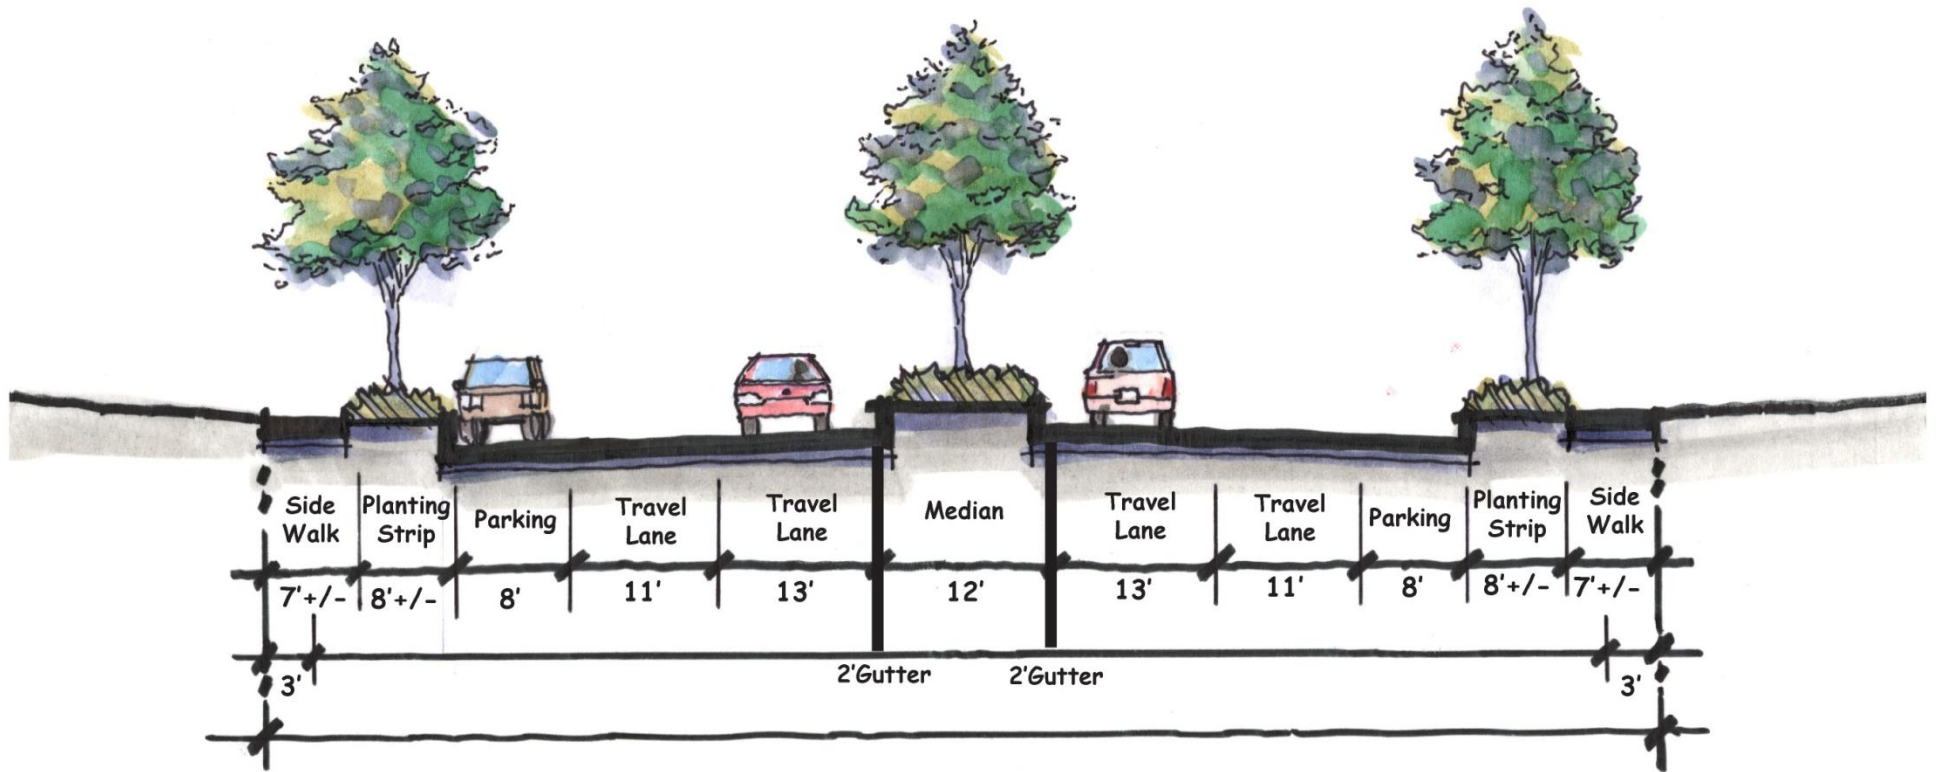 Side
Walk
Planting
Strip
Parking
Travel
Lane
Travel
Lane
Median
Travel
Lane
Travel
Lane
Parking
Planting
Strip
Side
Walk
7'+/-
8'+/-
8'
11'
13'
12'
13'
11'
8'
8'+/-
7'+/-
3'
2'Gutter
2'Gutter
3'